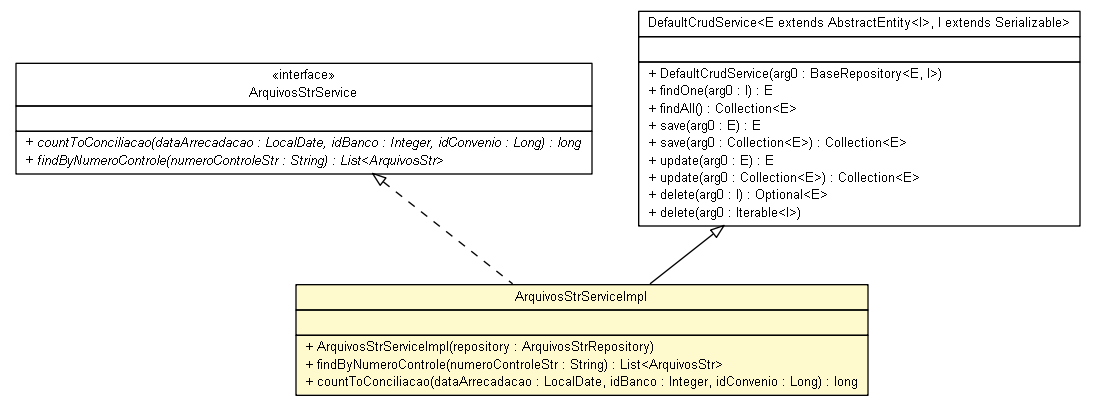 «interface»
ArquivosStrService
+ countToConciliacao(dataArrecadacao : LocalDate, idBanco : Integer, idConvenio : Long) : long
+ findByNumeroControle(numeroControleStr : String) : List<ArquivosStr>
DefaultCrudService<E extends AbstractEntity<I>, I extends Serializable>
+ DefaultCrudService(arg0 : BaseRepository<E, I>)
+ findOne(arg0 : I) : E
+ findAll() : Collection<E>
+ save(arg0 : E) : E
+ save(arg0 : Collection<E>) : Collection<E>
+ update(arg0 : E) : E
+ update(arg0 : Collection<E>) : Collection<E>
+ delete(arg0 : I) : Optional<E>
+ delete(arg0 : Iterable<I>)
ArquivosStrServiceImpl
+ ArquivosStrServiceImpl(repository : ArquivosStrRepository)
+ findByNumeroControle(numeroControleStr : String) : List<ArquivosStr>
+ countToConciliacao(dataArrecadacao : LocalDate, idBanco : Integer, idConvenio : Long) : long